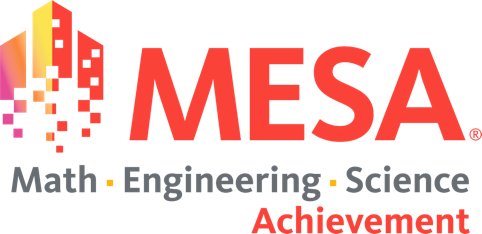 MESA®
Math · Engineering · Science
Achievement